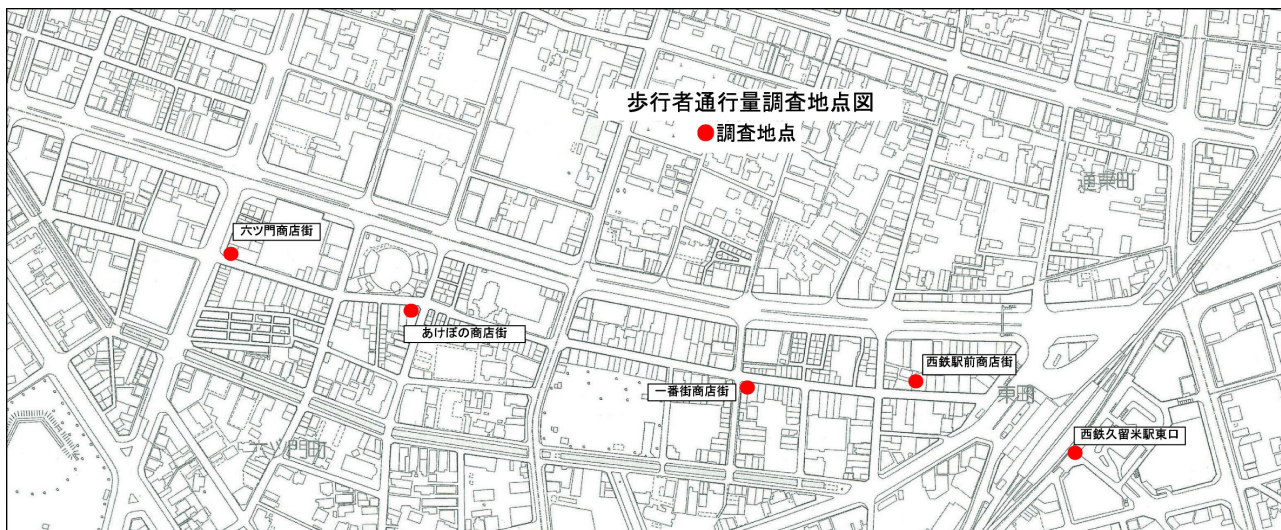 歩行者通行量調査地点図
●調査地点
通東町
六ツ門商店街
あけぼの商店街
西鉄駅前商店街
一番街商店街
東町
西鉄久留米駅東口
六ツ門町